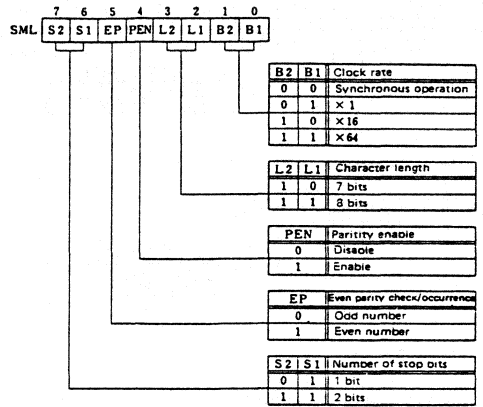 7 6 5 4 3 2 1 0
SML S2 S1 EP PEN L2 L1 B2 B1
B2 B1 Clock rate
0 0 Synchronous operation
0 1 × 1
1 0 × 16
1 1 × 64
L2 L1 Character length
1 0 7 bits
1 1 8 bits
PEN Paritity enable
0 Disable
1 Enable
EP Even parity check/occurrence
0 Odd number
1 Even number
S2 S1 Number of stop bits
0 1 1 bit
1 1 2 bits